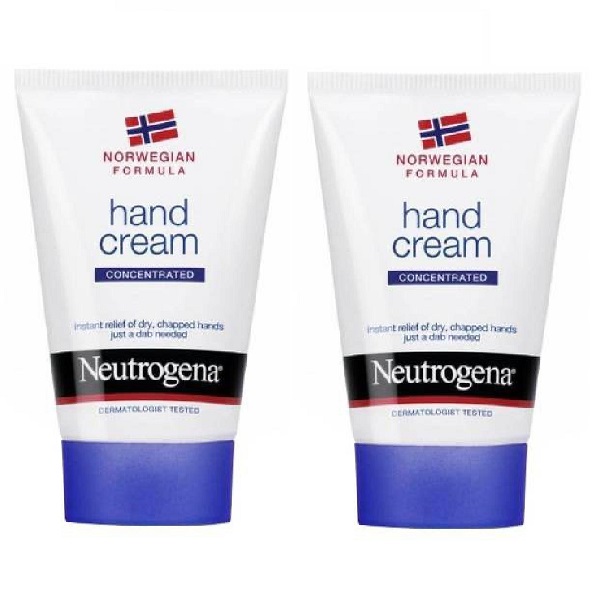 NORWEGIAN
FORMULA
hand
cream
CONCENTRATED
instant relief of dry, chapped hands
just a dab needed
Neutrogena®
DERMATOLOGIST TESTED
NORWEGIAN
FORMULA
hand
cream
CONCENTRATED
instant relief of dry, chapped hands
just a dab needed
Neutrogena®
DERMATOLOGIST TESTED